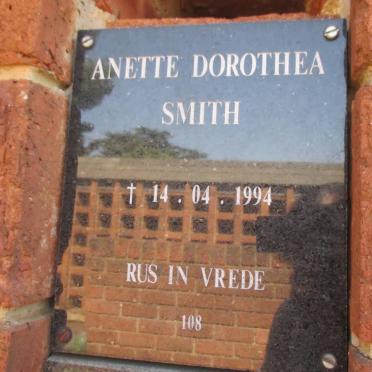 ANETTE DOROTHEA
SMITH
† 14 . 04 . 1994
RUS IN VREDE
108